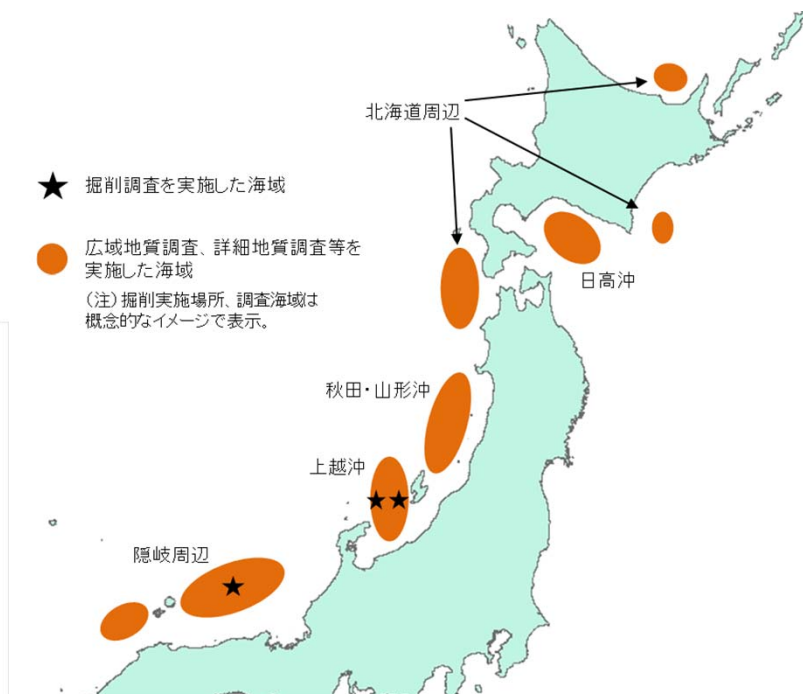 北海道周辺
掘削調査を実施した海域
広域地質調査、詳細地質調査等を
実施した海域
（注）掘削実施場所、調査海域は
概念的なイメージで表示。
日高沖
秋田・山形沖
上越沖
隠岐周辺